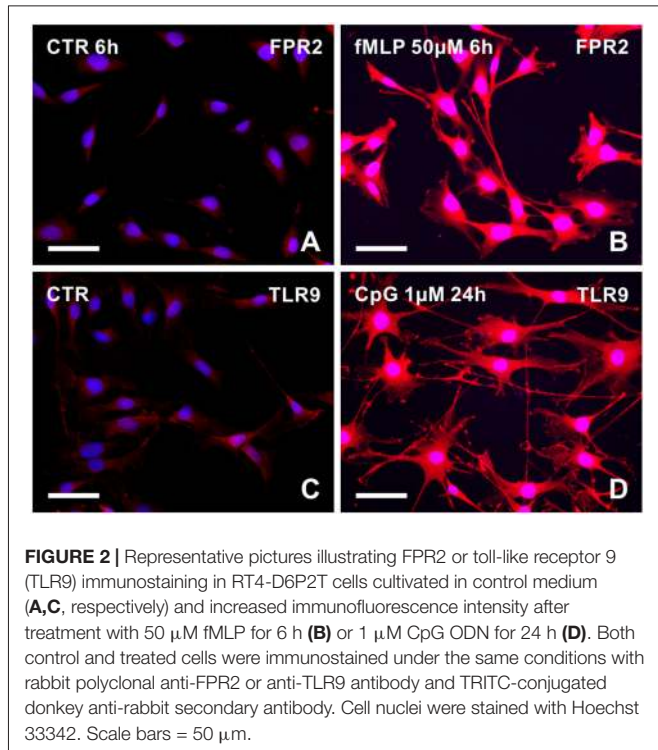 CTR 6h FPR2
A
fMLP 50µM 6h FPR2
B
CTR TLR9
C
CpG 1µM 24h TLR9
D
FIGURE 2 | Representative pictures illustrating FPR2 or toll-like receptor 9
(TLR9) immunostaining in RT4-D6P2T cells cultivated in control medium
(A,C, respectively) and increased immunofluorescence intensity after
treatment with 50 µM fMLP for 6 h (B) or 1 µM CpG ODN for 24 h (D). Both
control and treated cells were immunostained under the same conditions with
rabbit polyclonal anti-FPR2 or anti-TLR9 antibody and TRITC-conjugated
donkey anti-rabbit secondary antibody. Cell nuclei were stained with Hoechst
33342. Scale bars = 50 µm.